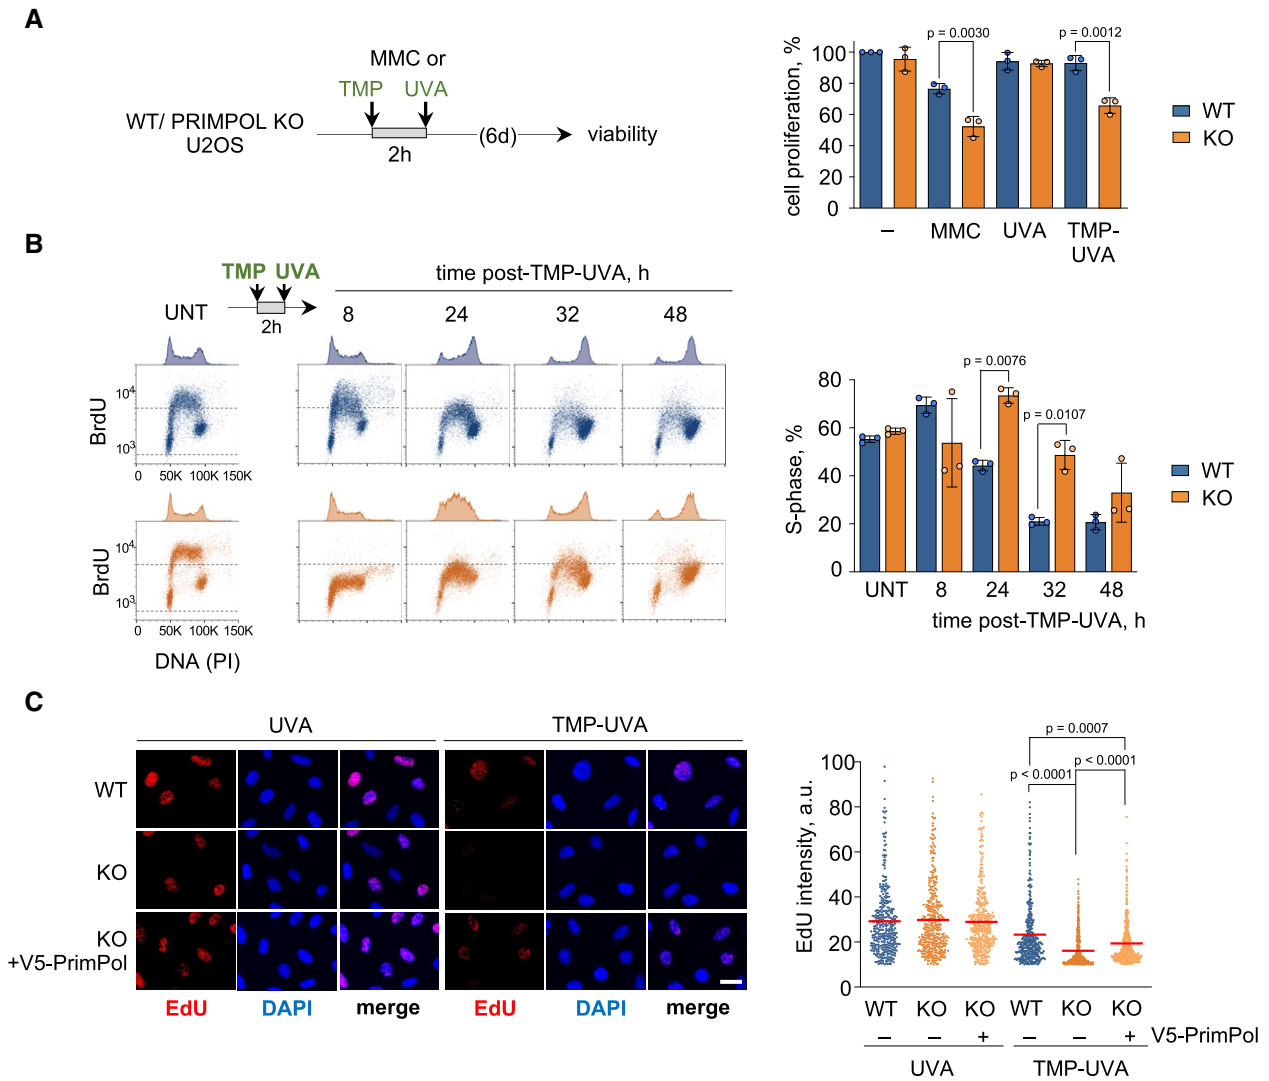 A
MMC or
TMP UVA
WT/ PRIMPOL KO
U2OS
2h
(6d)
viability
cell proliferation, %
100
80
60
40
20
0
p = 0.0030
p = 0.0012
–
MMC
UVA
TMP-
UVA
WT
KO
B
TMP UVA
2h
time post-TMP-UVA, h
UNT
8
24
32
48
BrdU
10⁴
10³
0 50K 100K 150K
BrdU
10⁴
10³
0 50K 100K 150K
DNA (PI)
S-phase, %
80
60
40
20
0
p = 0.0076
p = 0.0107
UNT 8 24 32 48
time post-TMP-UVA, h
WT
KO
C
UVA
TMP-UVA
WT
KO
KO
+V5-PrimPol
EdU DAPI merge EdU DAPI merge
EdU intensity, a.u.
100
80
60
40
20
0
p = 0.0007
p < 0.0001
p < 0.0001
WT KO KO WT KO KO
– – + – – + V5-PrimPol
UVA TMP-UVA